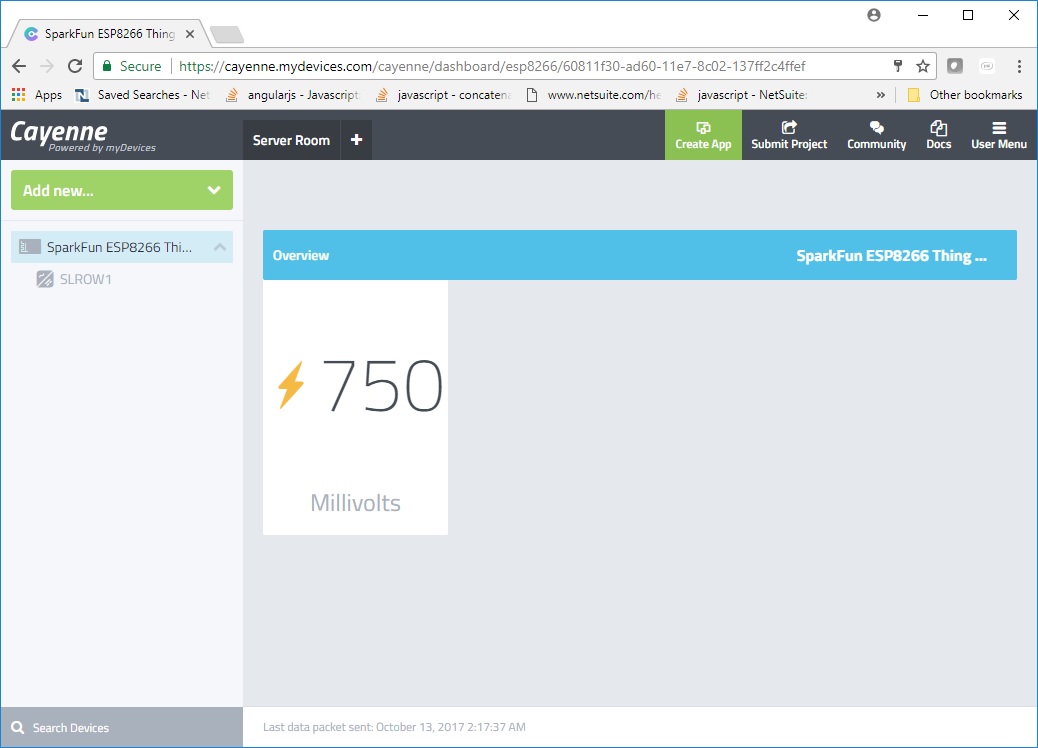 SparkFun ESP8266 Thing
Secure
https://cayenne.mydevices.com/cayenne/dashboard/esp8266/60811f30-ad60-11e7-8c02-137ff2c4ffef
Apps
Saved Searches - Net
angularjs - Javascript
javascript - concatena
www.netsuite.com/he
javascript - NetSuite:
»
Other bookmarks
Cayenne
Powered by myDevices
Server Room
+
Create App
Submit Project
Community
Docs
User Menu
Add new...
SparkFun ESP8266 Thi...
SLROW1
Overview
SparkFun ESP8266 Thing ...
750
Millivolts
Search Devices
Last data packet sent: October 13, 2017 2:17:37 AM